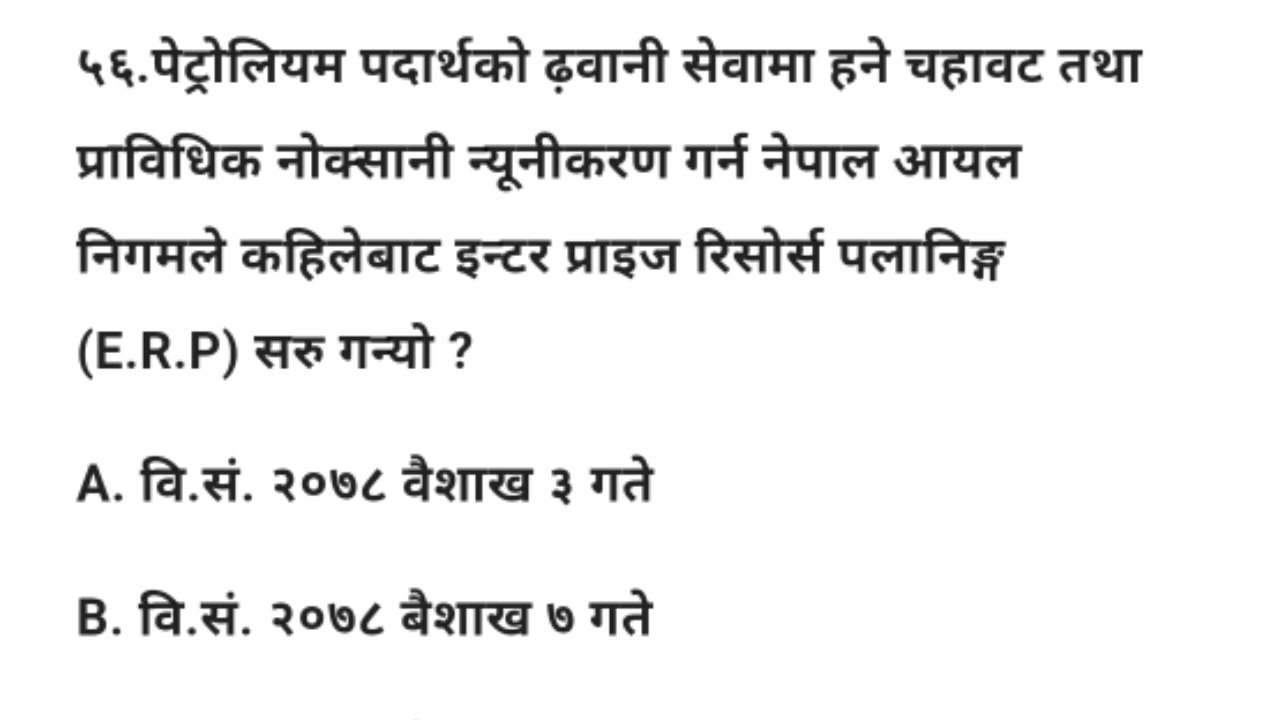 ५६.पेट्रोलियम पदार्थको ढ़वानी सेवामा हने चहावट तथा
प्राविधिक नोक्सानी न्यूनीकरण गर्न नेपाल आयल
निगमले कहिलेबाट इन्टर प्राइज रिसोर्स पलानिङ्ग
(E.R.P) सरु गन्यो ?
A. वि.सं. २०७८ वैशाख ३ गते
B. वि.सं. २०७८ बैशाख ७ गते